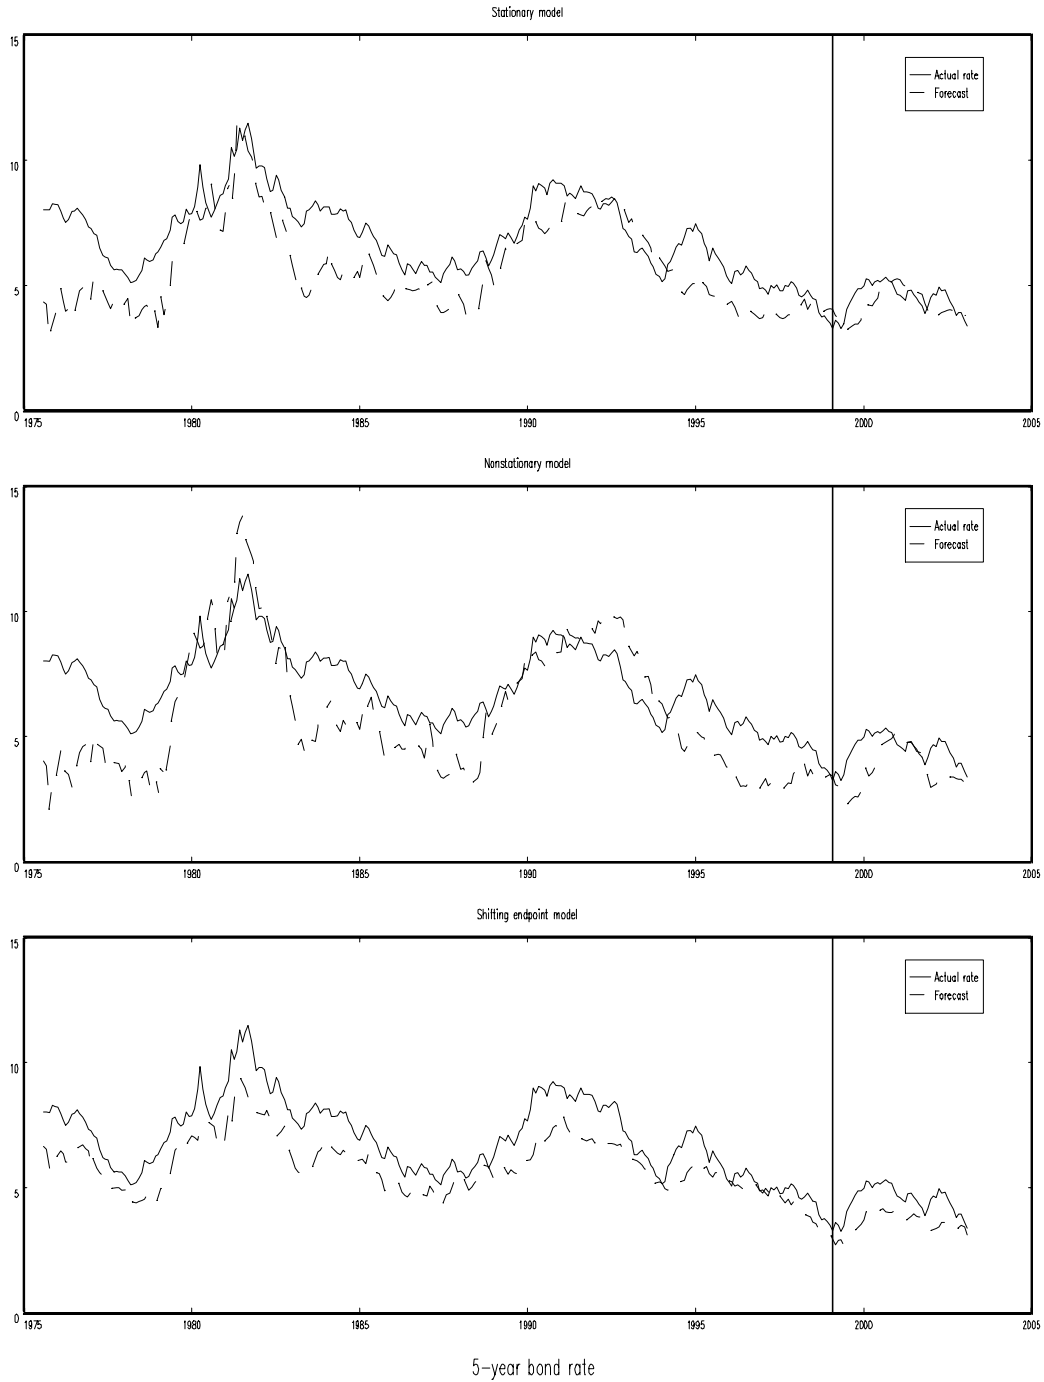 Stationary model
15
Actual rate
Forecast
10
5
0
1975 1980 1985 1990 1995 2000 2005
Nonstationary model
15
Actual rate
Forecast
10
5
0
1975 1980 1985 1990 1995 2000 2005
Shifting endpoint model
15
Actual rate
Forecast
10
5
0
1975 1980 1985 1990 1995 2000 2005
5-year bond rate